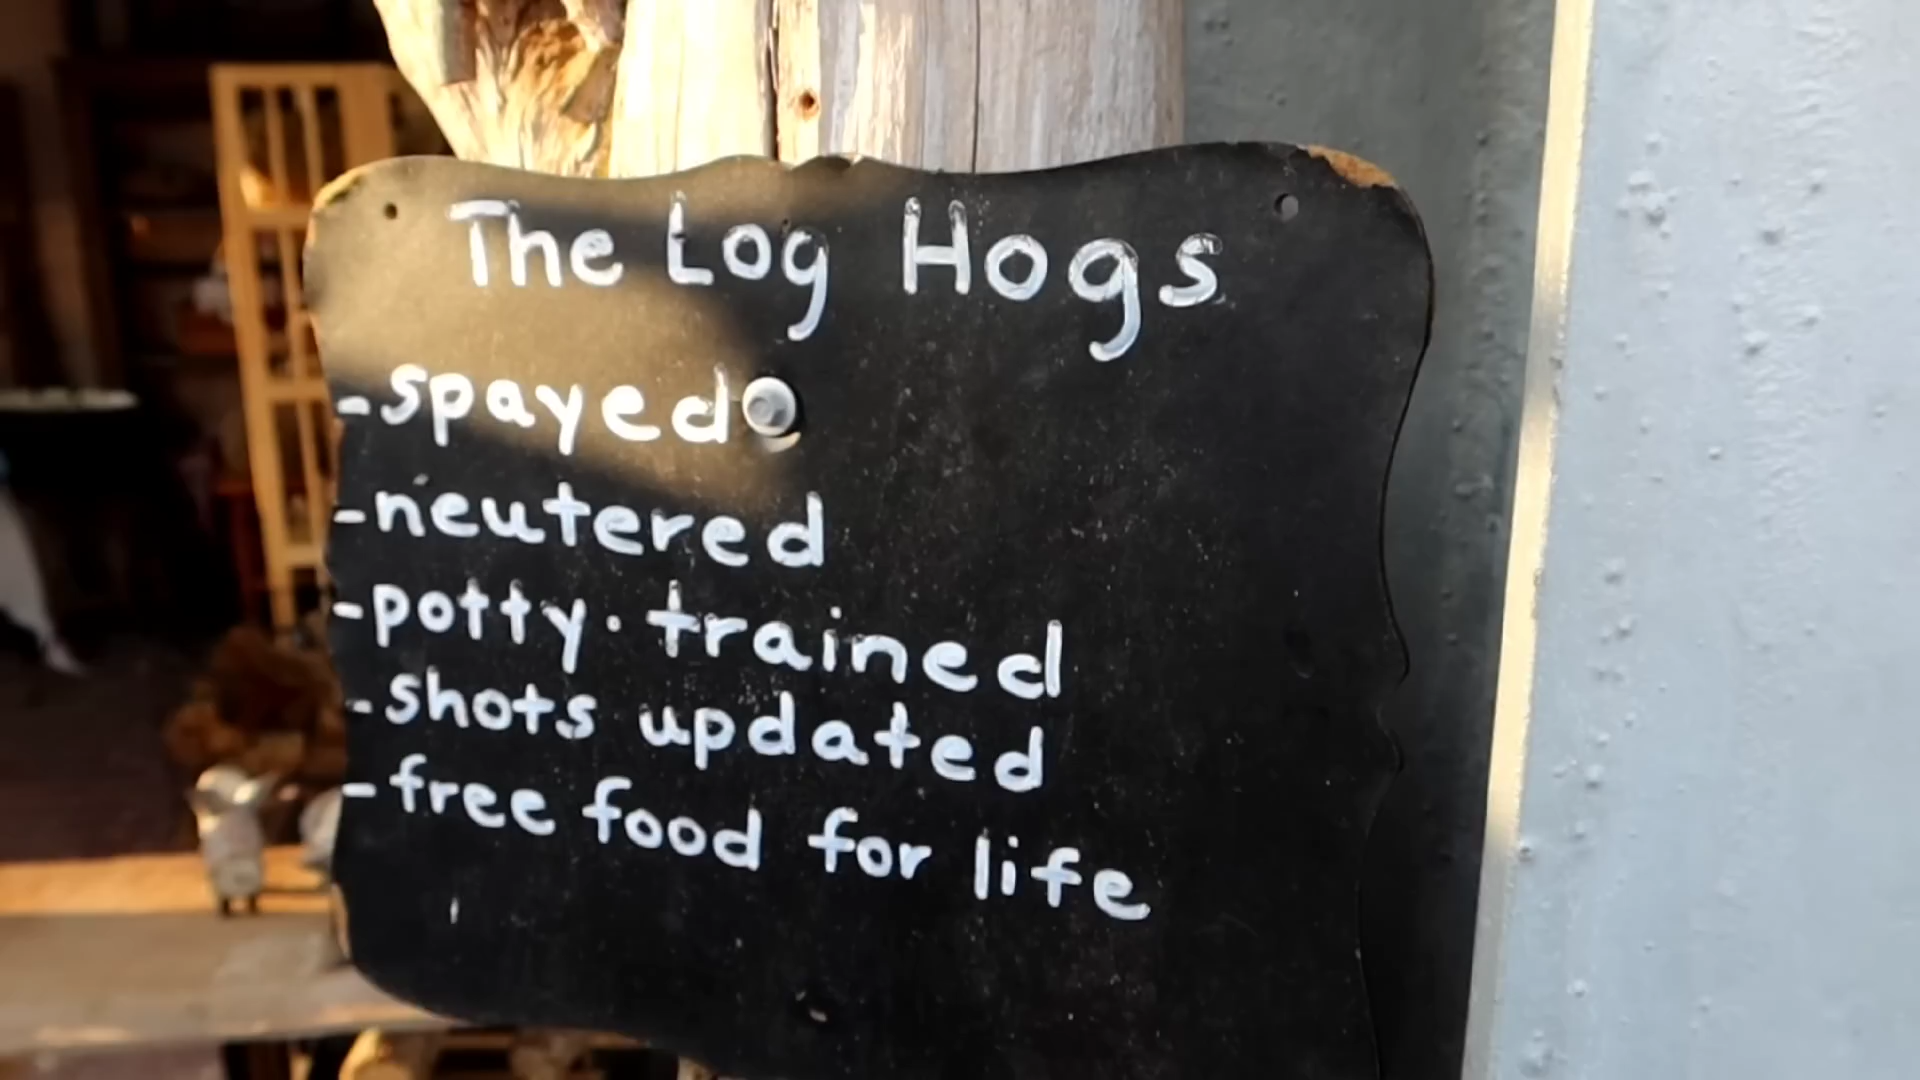 The Log Hogs
-spayed
-neutered
-potty·trained
-shots updated
-free food for life